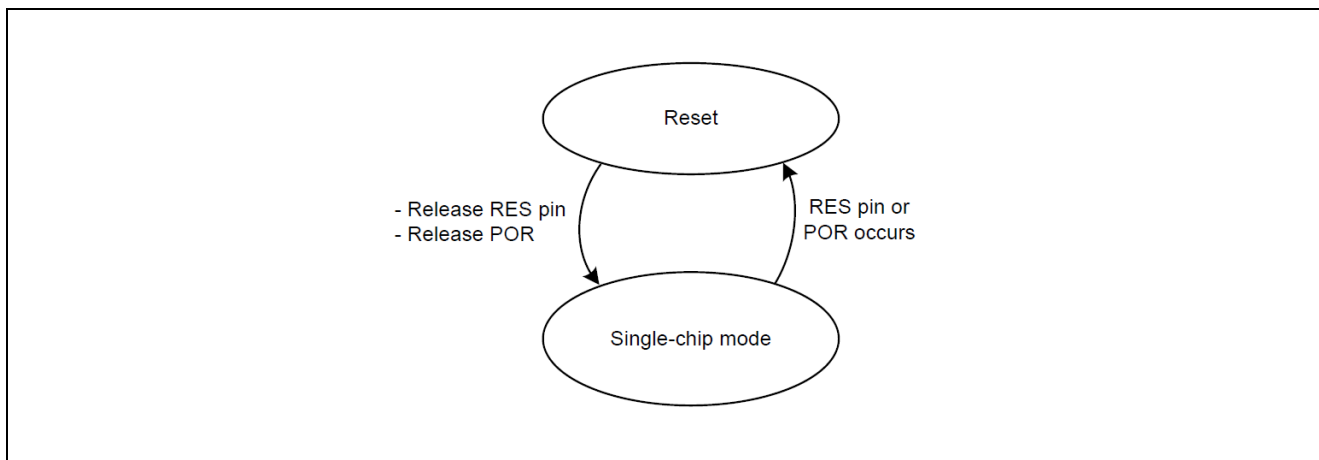 Reset
- Release RES pin
- Release POR
RES pin or
POR occurs
Single-chip mode